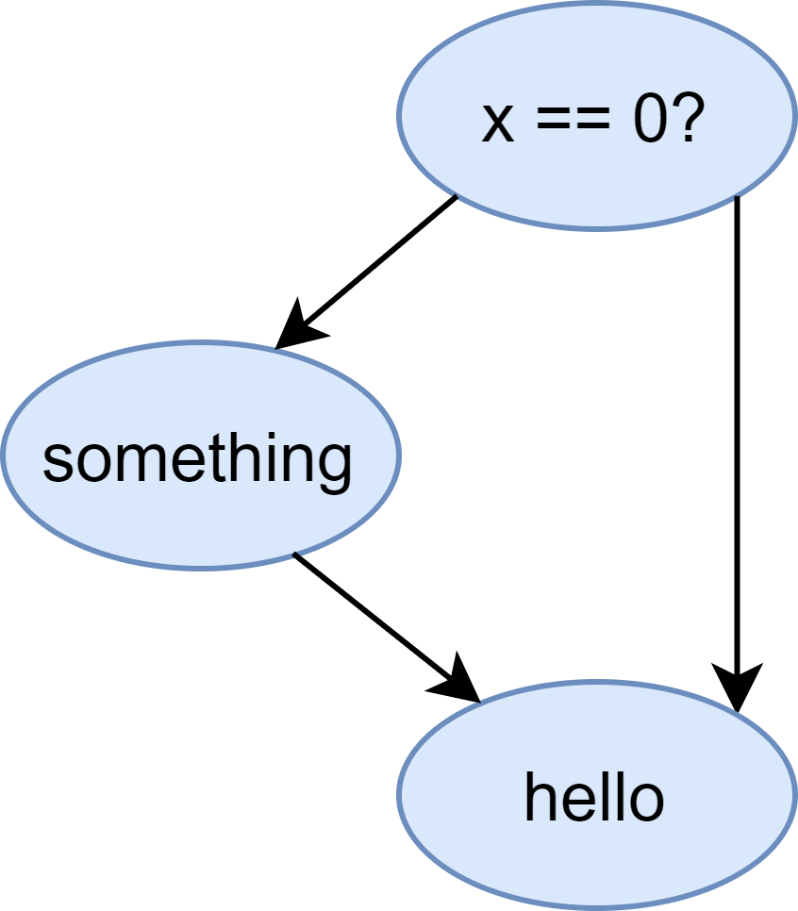 x == 0?
something
hello